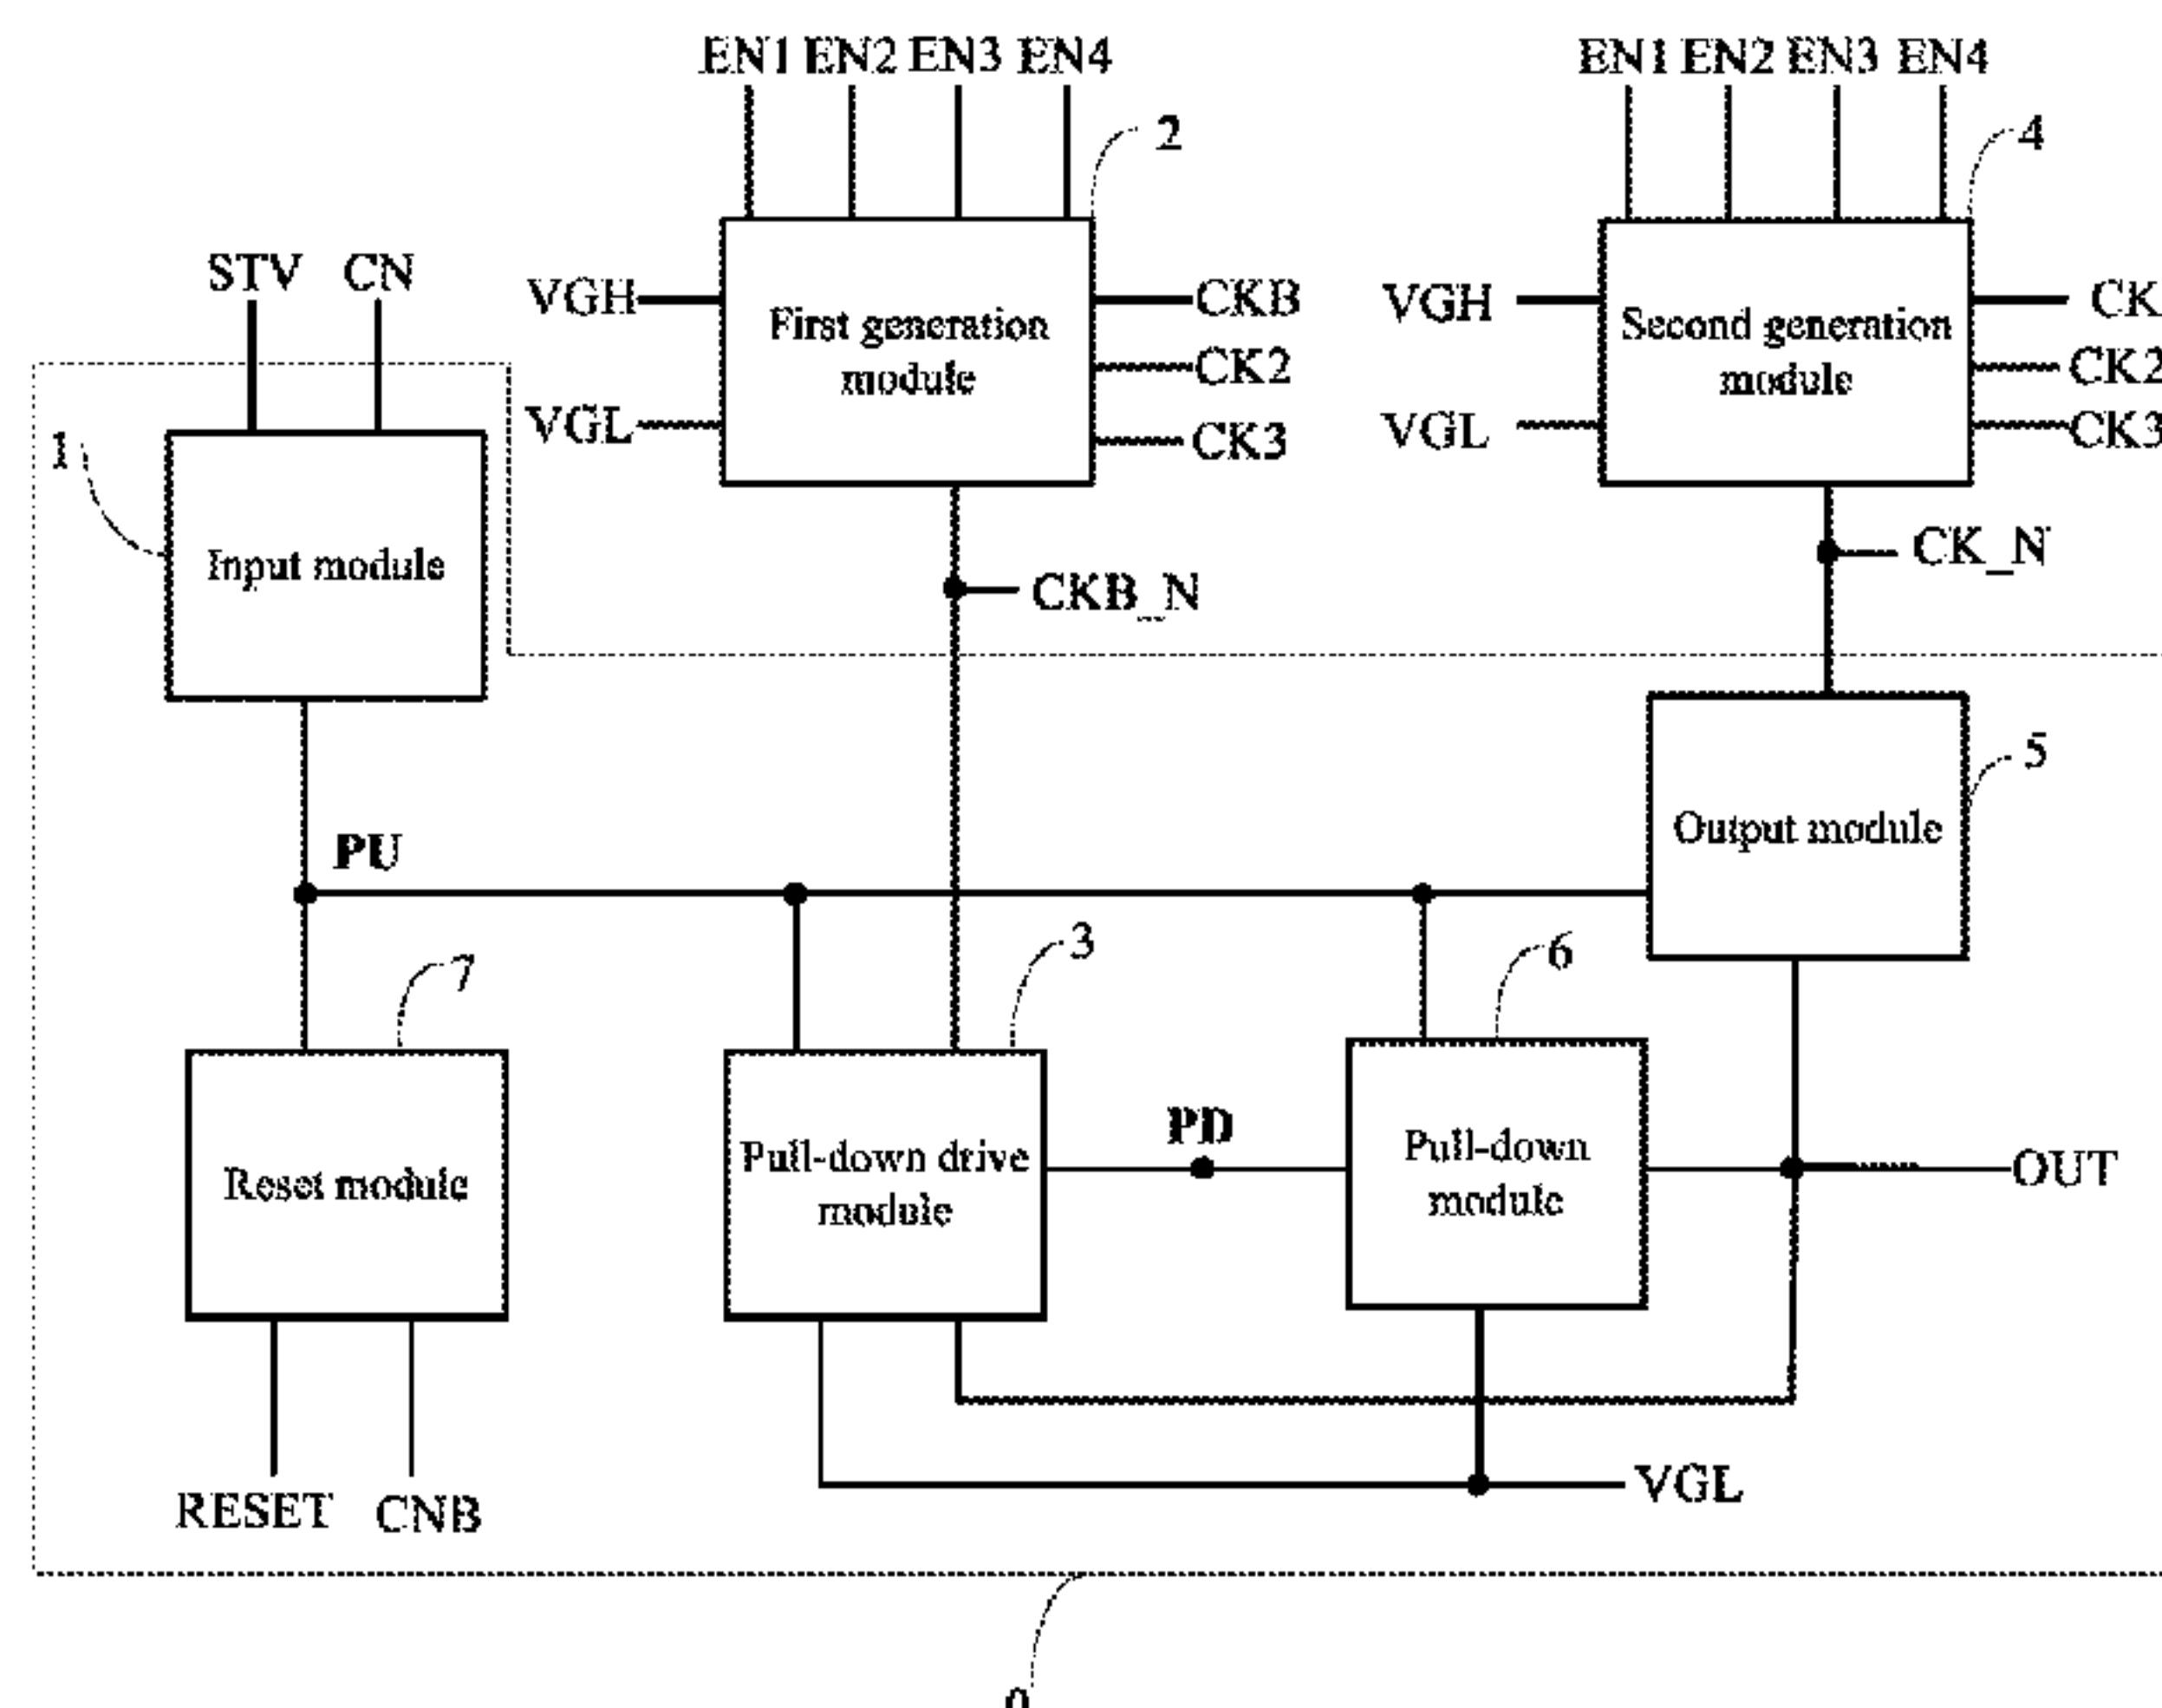 EN1 EN2 EN3 EN4
EN1 EN2 EN3 EN4
2
4
STV CN
VGH
First generation
module
CKB
CK2
CK3
VGL
VGH
Second generation
module
CK
CK2
CK3
VGL
1
Input module
CKB_N
CK_N
5
Output module
PU
7
3
6
Reset module
Pull-down drive
module
PD
Pull-down
module
OUT
RESET CNB
VGL